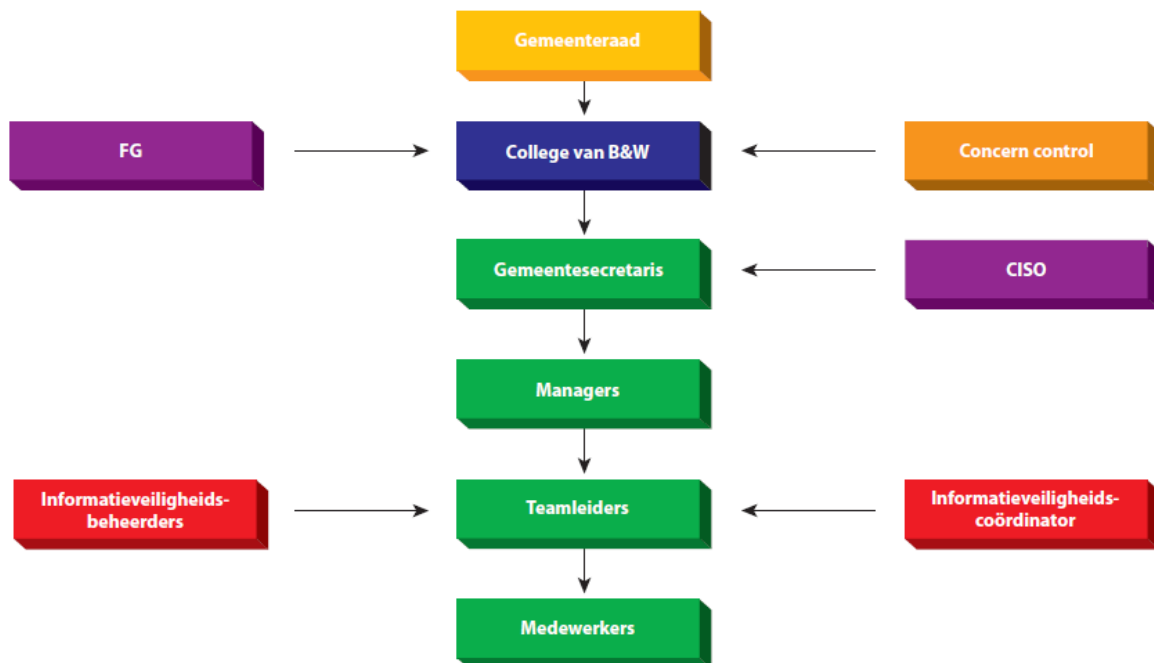 Gemeenteraad
FG
College van B&W
Concern control
Gemeentesecretaris
CISO
Managers
Informatieveiligheids-
beheerders
Teamleiders
Informatieveiligheids-
coördinator
Medewerkers